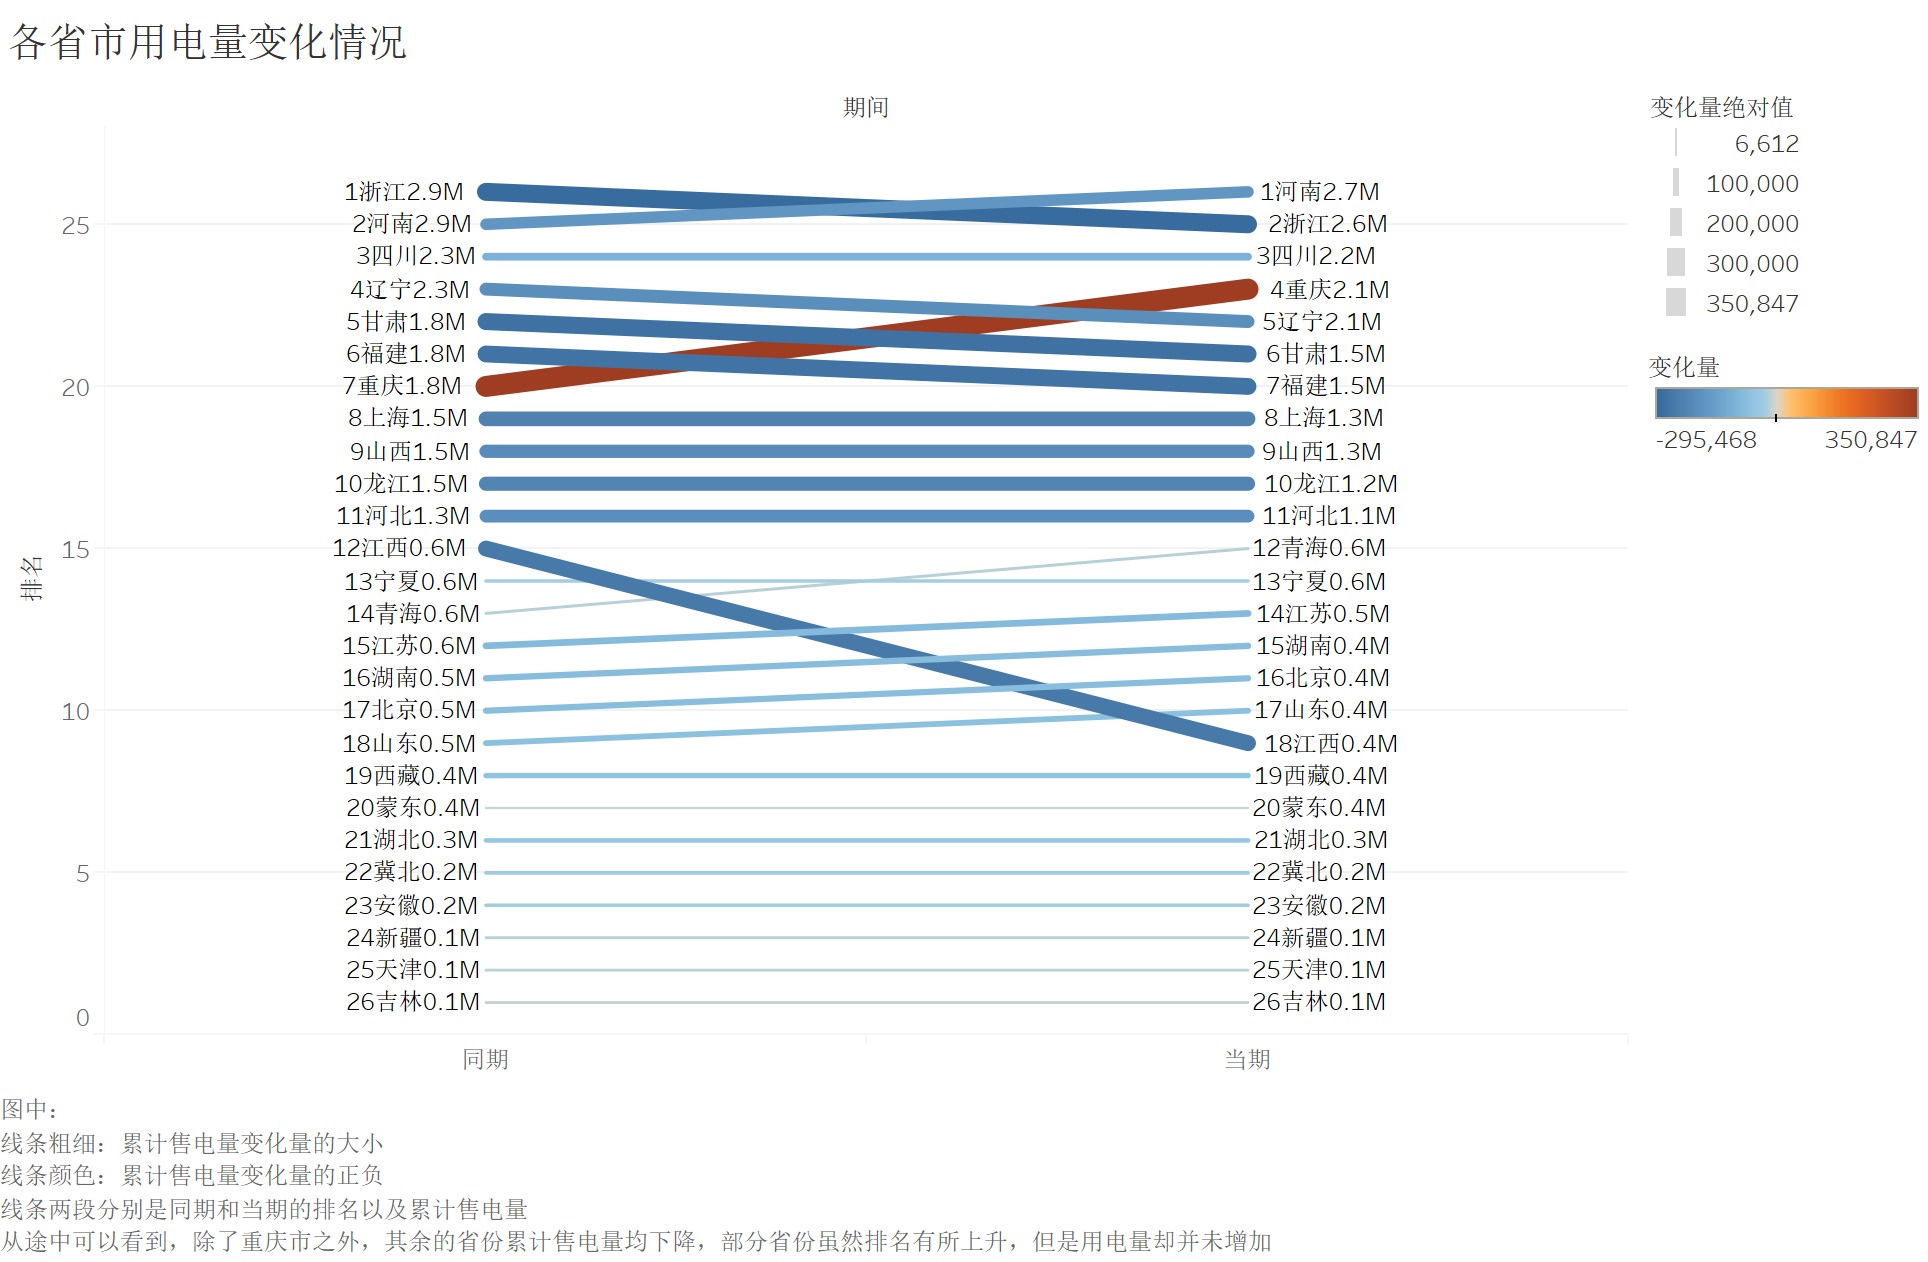 各省市用电量变化情况
期间
变化量绝对值
6,612
100,000
200,000
300,000
350,847
变化量
-295,468
350,847
排名
25
20
15
10
5
0
1浙江2.9M
2河南2.9M
3四川2.3M
4辽宁2.3M
5甘肃1.8M
6福建1.8M
7重庆1.8M
8上海1.5M
9山西1.5M
10龙江1.5M
11河北1.3M
12江西0.6M
13宁夏0.6M
14青海0.6M
15江苏0.6M
16湖南0.5M
17北京0.5M
18山东0.5M
19西藏0.4M
20蒙东0.4M
21湖北0.3M
22冀北0.2M
23安徽0.2M
24新疆0.1M
25天津0.1M
26吉林0.1M
1河南2.7M
2浙江2.6M
3四川2.2M
4重庆2.1M
5辽宁2.1M
6甘肃1.5M
7福建1.5M
8上海1.3M
9山西1.3M
10龙江1.2M
11河北1.1M
12青海0.6M
13宁夏0.6M
14江苏0.5M
15湖南0.4M
16北京0.4M
17山东0.4M
18江西0.4M
19西藏0.4M
20蒙东0.4M
21湖北0.3M
22冀北0.2M
23安徽0.2M
24新疆0.1M
25天津0.1M
26吉林0.1M
同期
当期
图中：
线条粗细：累计售电量变化量的大小
线条颜色：累计售电量变化量的正负
线条两段分别是同期和当期的排名以及累计售电量
从途中可以看到，除了重庆市之外，其余的省份累计售电量均下降，部分省份虽然排名有所上升，但是用电量却并未增加